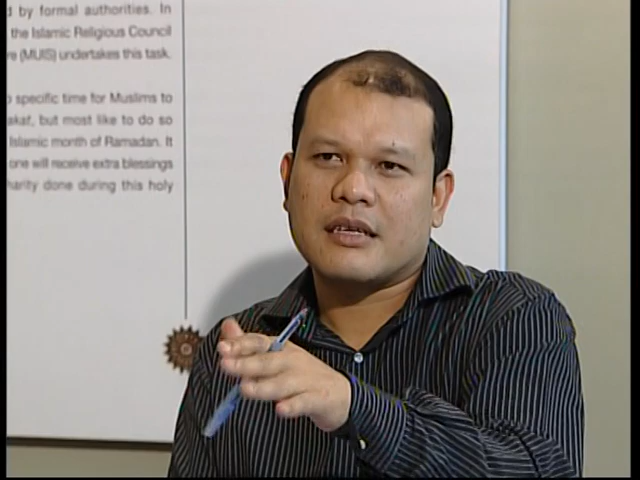 d by formal authorities. In
the Islamic Religious Council
re (MUIS) undertakes this task.
specific time for Muslims to
akat, but most like to do so
Islamic month of Ramadan. It
one will receive extra blessings
harity done during this holy